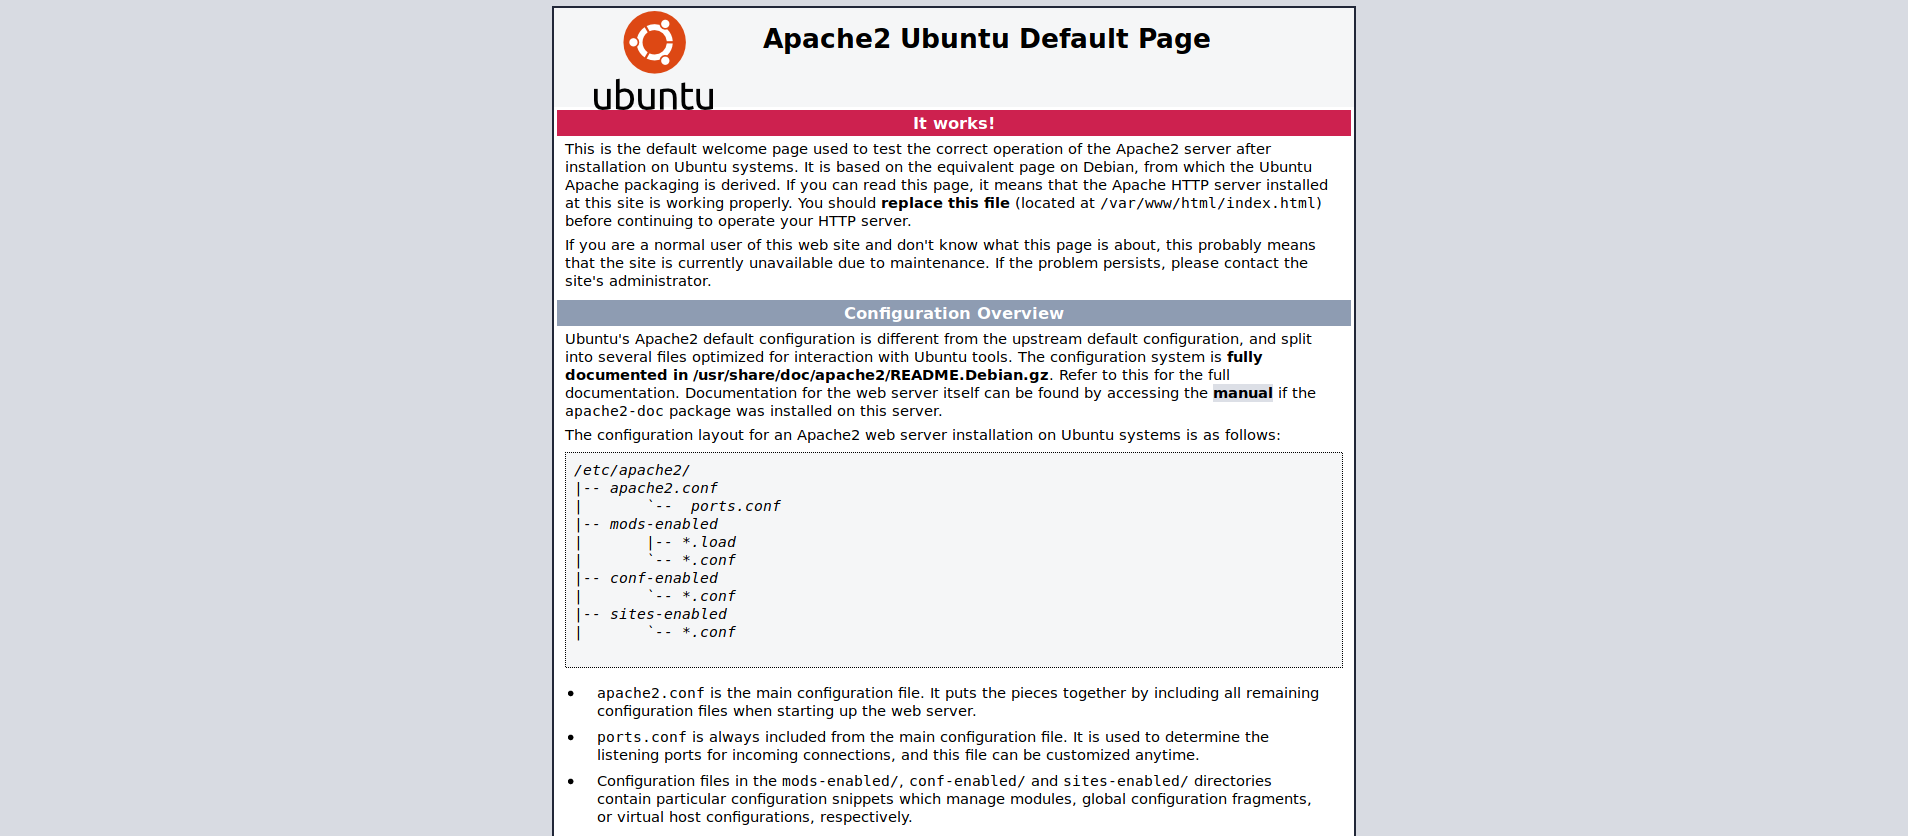 ubuntu
Apache2 Ubuntu Default Page
It works!
This is the default welcome page used to test the correct operation of the Apache2 server after
installation on Ubuntu systems. It is based on the equivalent page on Debian, from which the Ubuntu
Apache packaging is derived. If you can read this page, it means that the Apache HTTP server installed
at this site is working properly. You should replace this file (located at /var/www/html/index.html)
before continuing to operate your HTTP server.
If you are a normal user of this web site and don't know what this page is about, this probably means
that the site is currently unavailable due to maintenance. If the problem persists, please contact the
site's administrator.
Configuration Overview
Ubuntu's Apache2 default configuration is different from the upstream default configuration, and split
into several files optimized for interaction with Ubuntu tools. The configuration system is fully
documented in /usr/share/doc/apache2/README.Debian.gz. Refer to this for the full
documentation. Documentation for the web server itself can be found by accessing the manual if the
apache2-doc package was installed on this server.
The configuration layout for an Apache2 web server installation on Ubuntu systems is as follows:
/etc/apache2/
|-- apache2.conf
|       `--  ports.conf
|-- mods-enabled
|       |-- *.load
|       `-- *.conf
|-- conf-enabled
|       `-- *.conf
|-- sites-enabled
|       `-- *.conf
• apache2.conf is the main configuration file. It puts the pieces together by including all remaining
configuration files when starting up the web server.
• ports.conf is always included from the main configuration file. It is used to determine the
listening ports for incoming connections, and this file can be customized anytime.
• Configuration files in the mods-enabled/, conf-enabled/ and sites-enabled/ directories
contain particular configuration snippets which manage modules, global configuration fragments,
or virtual host configurations, respectively.